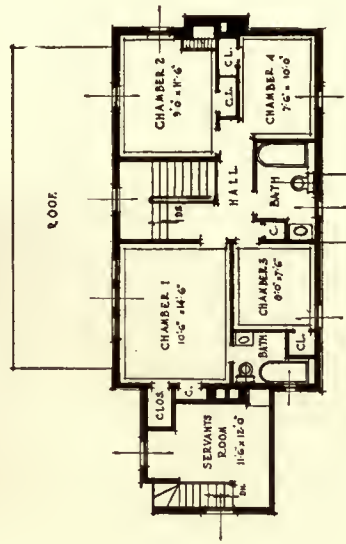 ROOF.
CHAMBER 2
9'·0" × 11'·6"
CL.
C.L.
CHAMBER 4
7'·6" × 10'·0"
DN.
HALL
BATH
C.
CHAMBER 1
10'·6" × 14'·6"
CHAMBER 3
8'·0" × 7'·6"
BATH
CL.
CLOS.
C.
SERVANTS
ROOM
11'·6 × 12'·0"
DN.